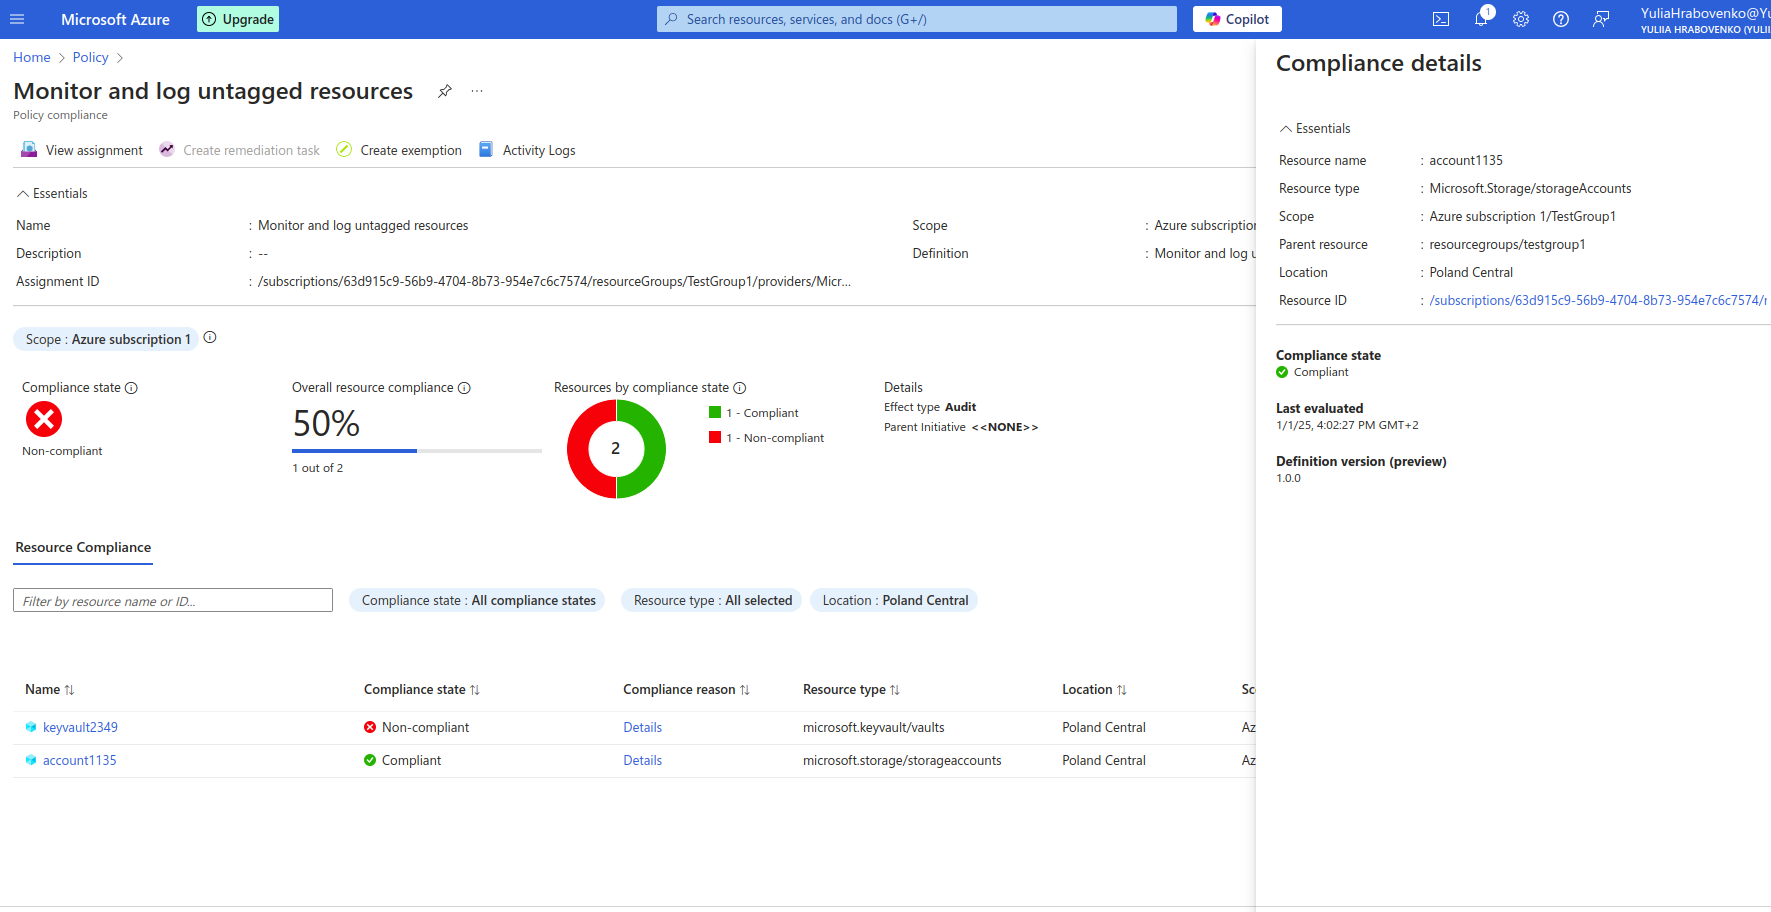 Microsoft Azure
Upgrade
Search resources, services, and docs (G+/)
Copilot
1
YuliaHrabovenko@Yu
YULIIA HRABOVENKO (YULII
Home > Policy >
Monitor and log untagged resources
...
Policy compliance
View assignment
Create remediation task
Create exemption
Activity Logs
Essentials
Name : Monitor and log untagged resources
Scope : Azure subscription
Description : --
Definition : Monitor and log u
Assignment ID : /subscriptions/63d915c9-56b9-4704-8b73-954e7c6c7574/resourceGroups/TestGroup1/providers/Micr...
Scope : Azure subscription 1
Compliance state
Non-compliant
Overall resource compliance
50%
1 out of 2
Resources by compliance state
2
1 - Compliant
1 - Non-compliant
Details
Effect type Audit
Parent Initiative <<NONE>>
Resource Compliance
Filter by resource name or ID...
Compliance state : All compliance states
Resource type : All selected
Location : Poland Central
Name Compliance state Compliance reason Resource type Location Sc
keyvault2349 Non-compliant Details microsoft.keyvault/vaults Poland Central Az
account1135 Compliant Details microsoft.storage/storageaccounts Poland Central Az
Compliance details
Essentials
Resource name : account1135
Resource type : Microsoft.Storage/storageAccounts
Scope : Azure subscription 1/TestGroup1
Parent resource : resourcegroups/testgroup1
Location : Poland Central
Resource ID : /subscriptions/63d915c9-56b9-4704-8b73-954e7c6c7574/r
Compliance state
Compliant
Last evaluated
1/1/25, 4:02:27 PM GMT+2
Definition version (preview)
1.0.0